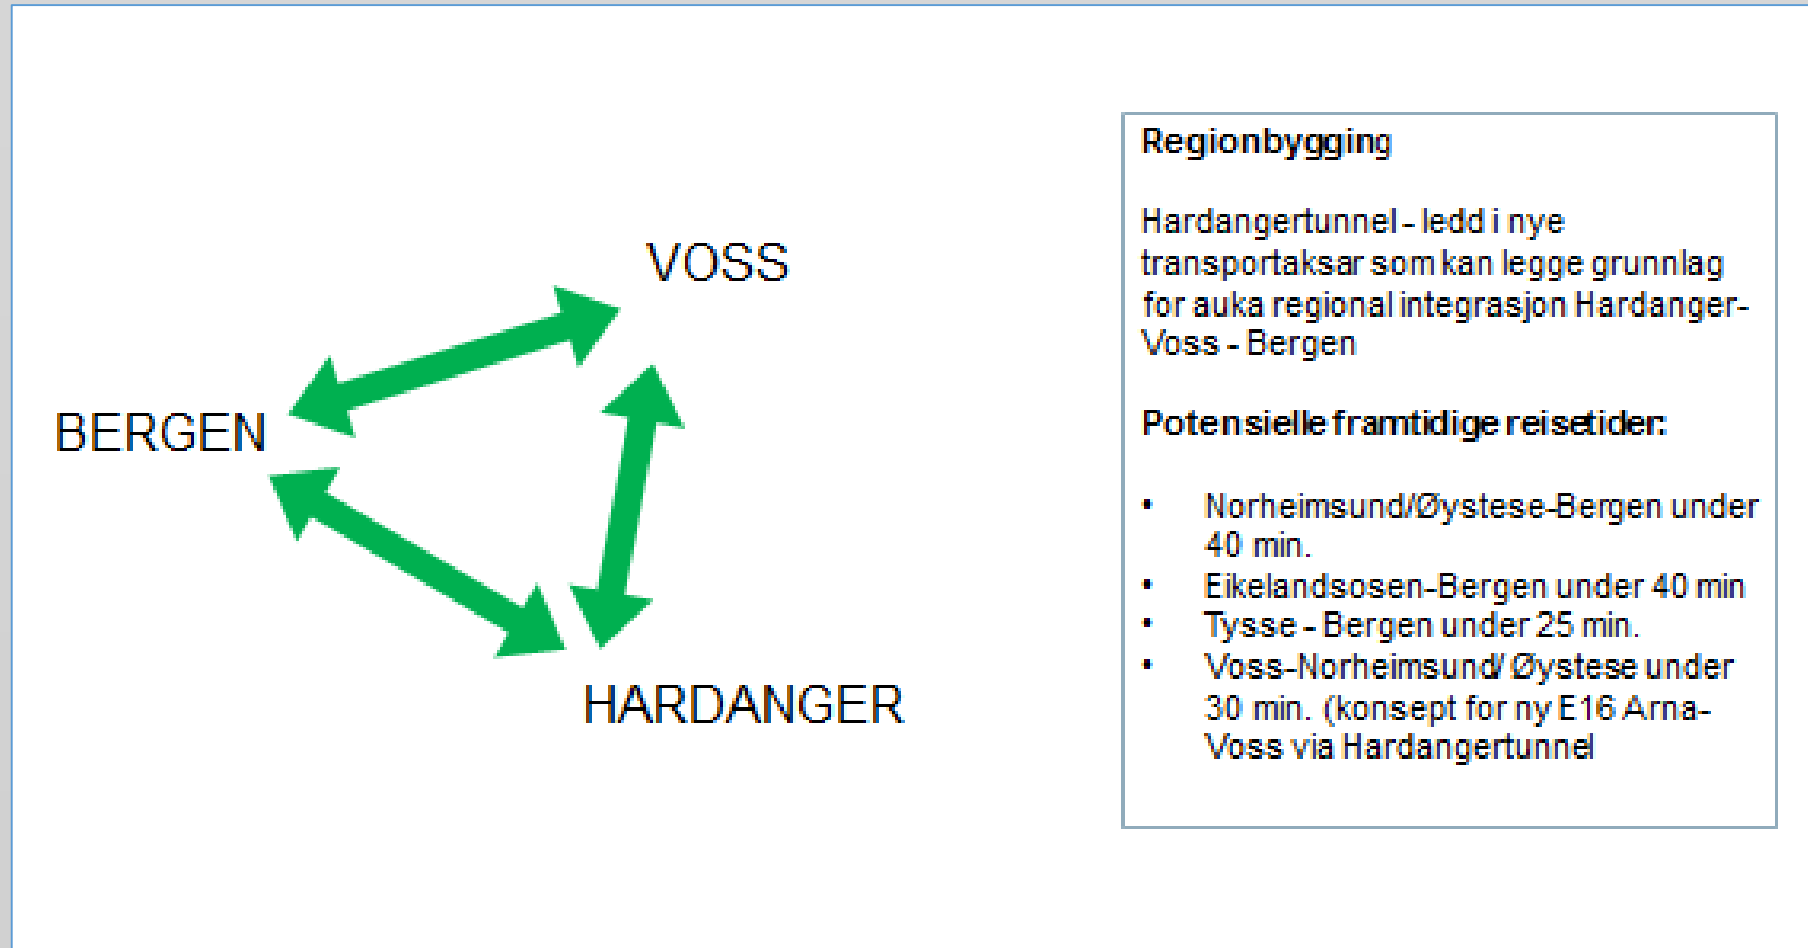 VOSS
BERGEN
HARDANGER
Regionbygging
Hardangertunnel - ledd i nye
transportaksar som kan legge grunnlag
for auka regional integrasjon Hardanger-
Voss - Bergen
Potensielle framtidige reisetider:
• Norheimsund/Øystese-Bergen under
40 min.
• Eikelandsosen-Bergen under 40 min
• Tysse - Bergen under 25 min.
• Voss-Norheimsund/ Øystese under
30 min. (konsept for ny E16 Arna-
Voss via Hardangertunnel